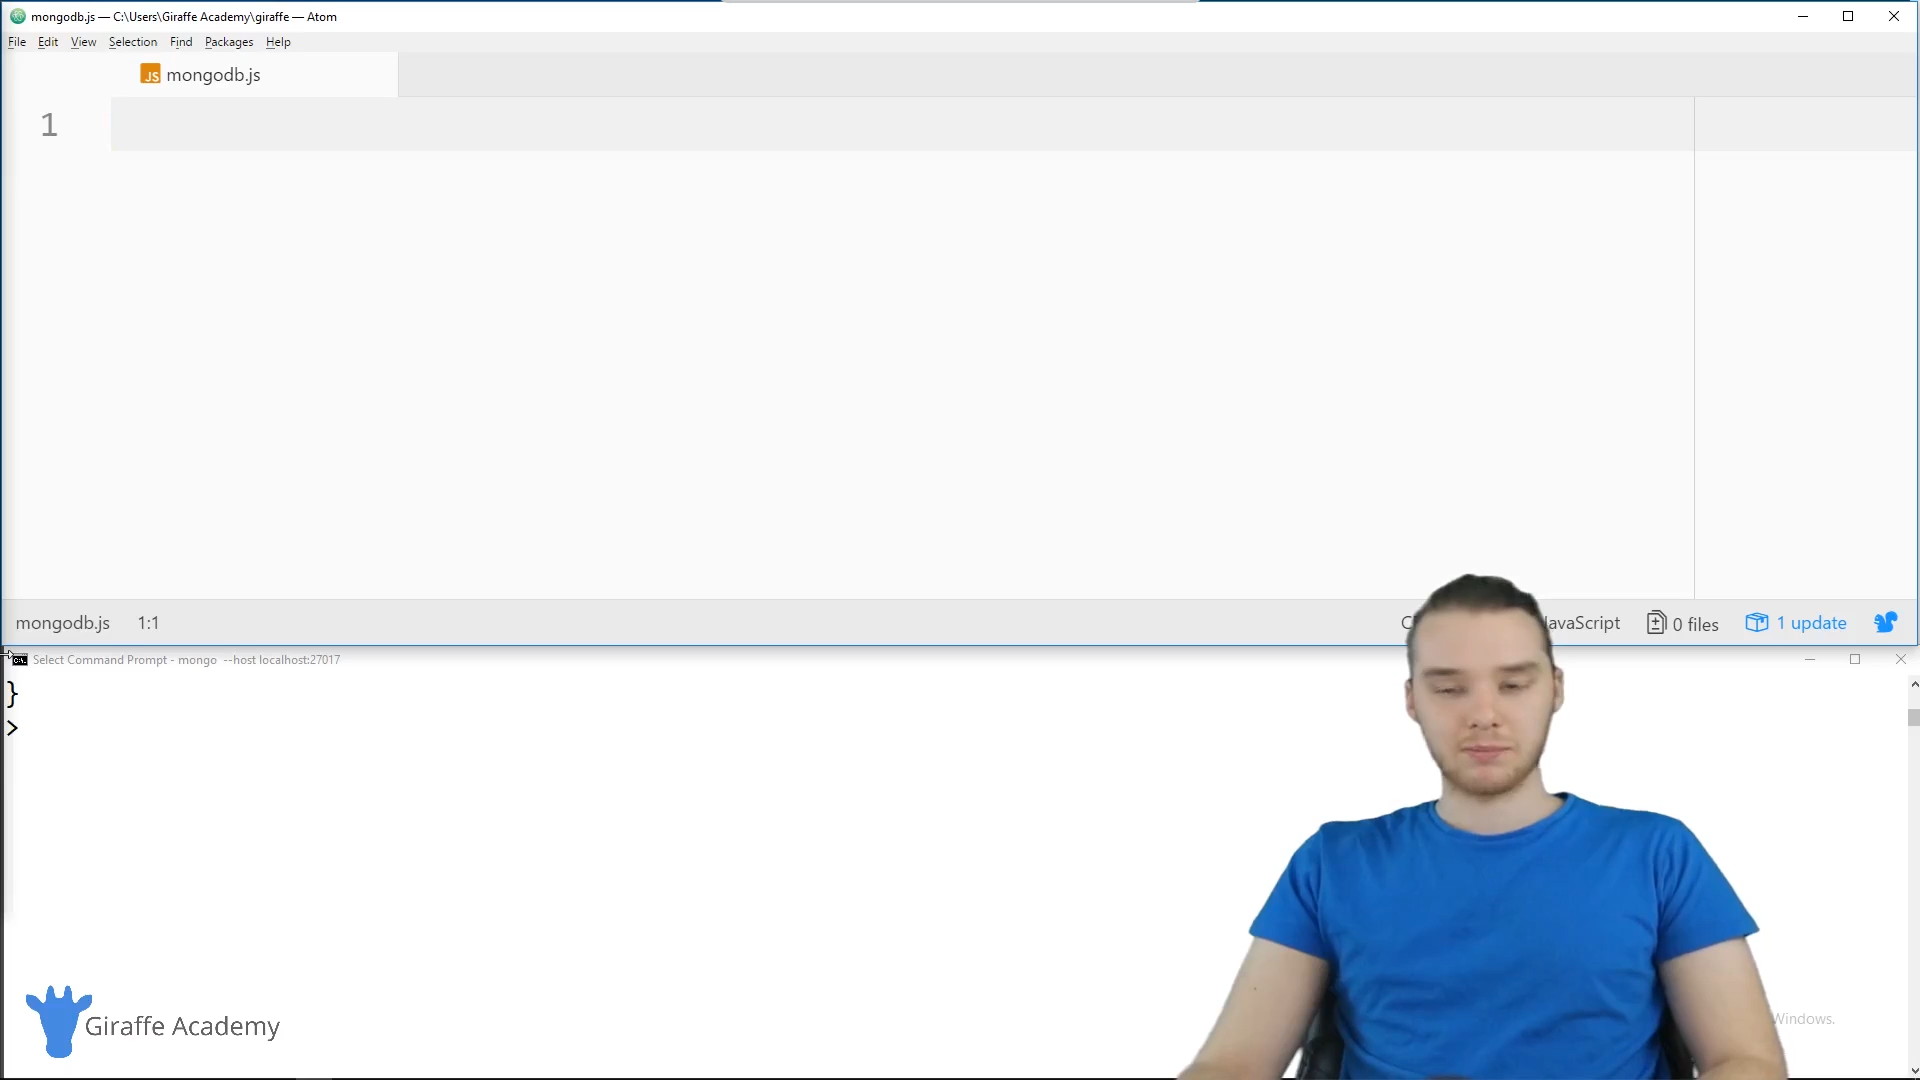 mongodb.js — C:\Users\Giraffe Academy\giraffe — Atom
File Edit View Selection Find Packages Help
JS mongodb.js
1
mongodb.js 1:1 JavaScript 0 files 1 update
Select Command Prompt - mongo --host localhost:27017
}
>
Giraffe Academy
Windows.